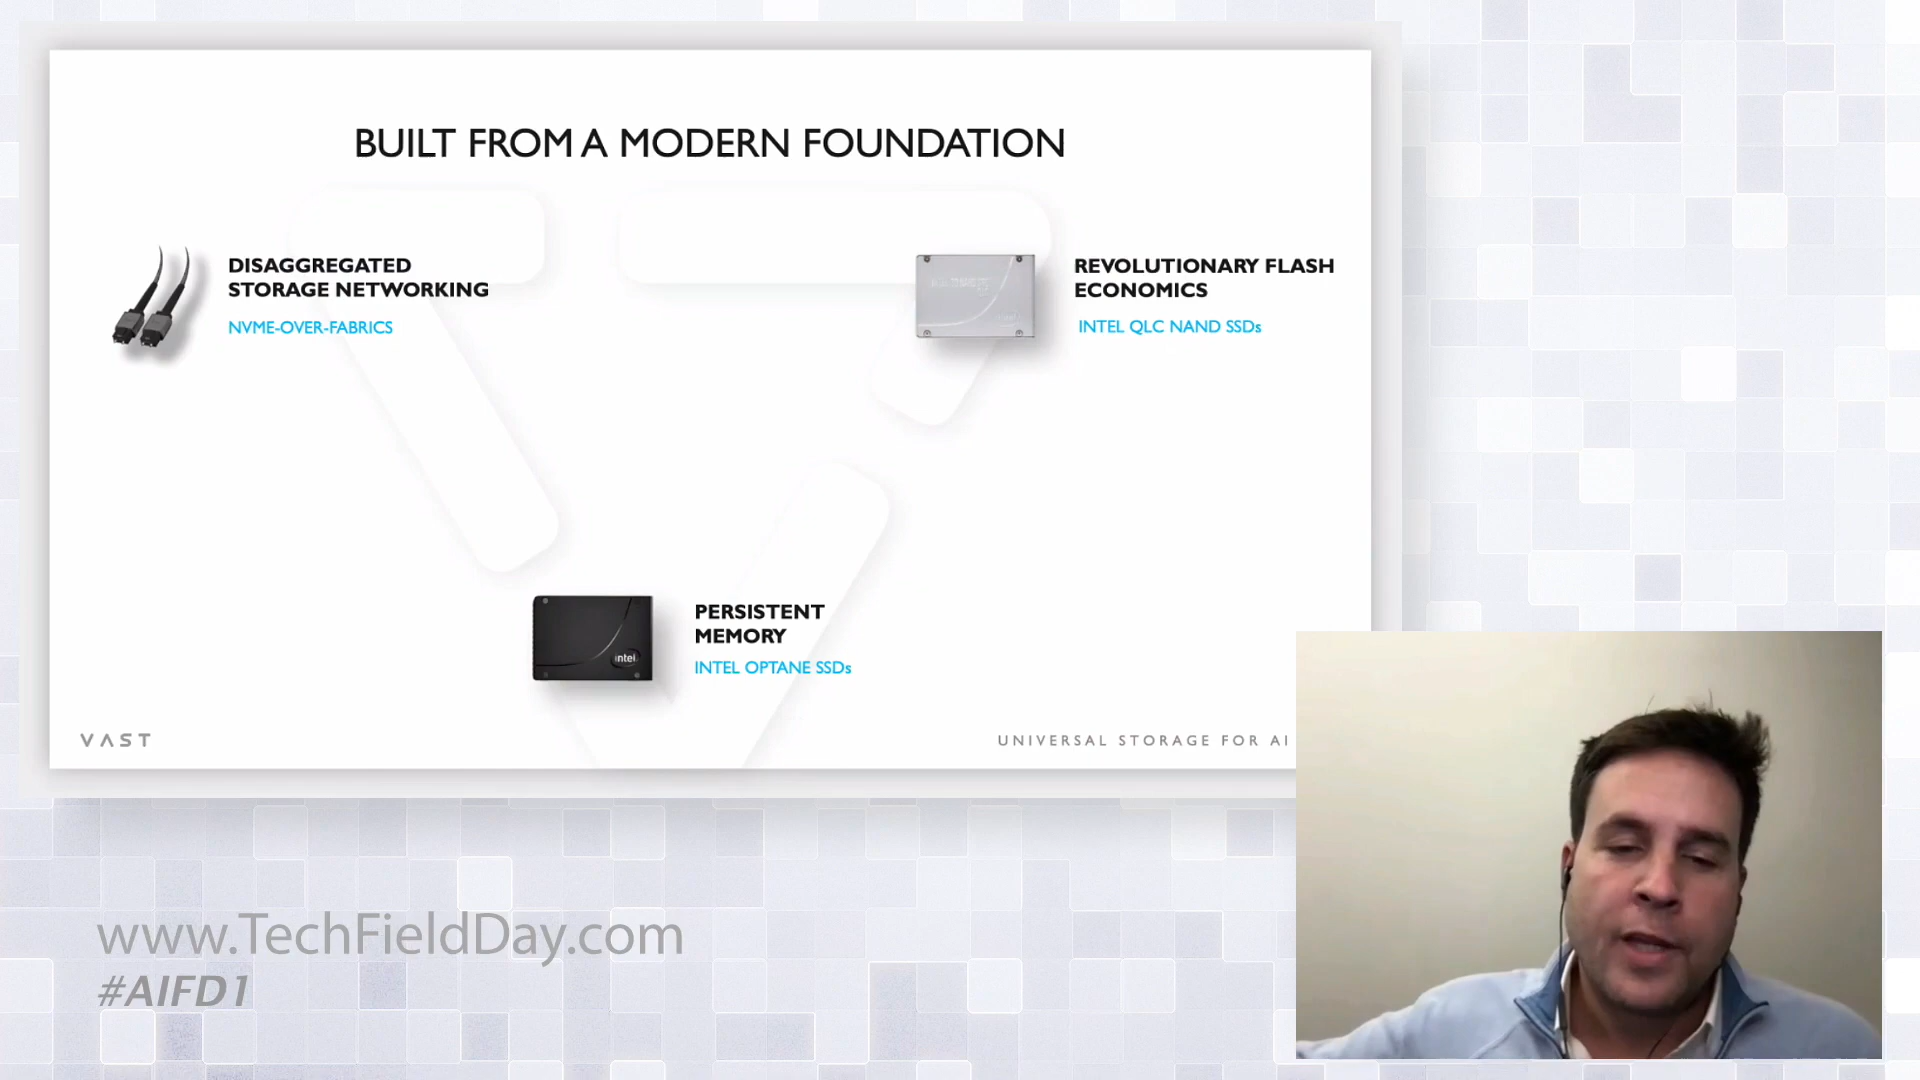 BUILT FROM A MODERN FOUNDATION
DISAGGREGATED
STORAGE NETWORKING
NVME-OVER-FABRICS
REVOLUTIONARY FLASH
ECONOMICS
INTEL QLC NAND SSDs
intel
PERSISTENT
MEMORY
INTEL OPTANE SSDs
VAST
UNIVERSAL STORAGE FOR AI
www.TechFieldDay.com
#AIFD1